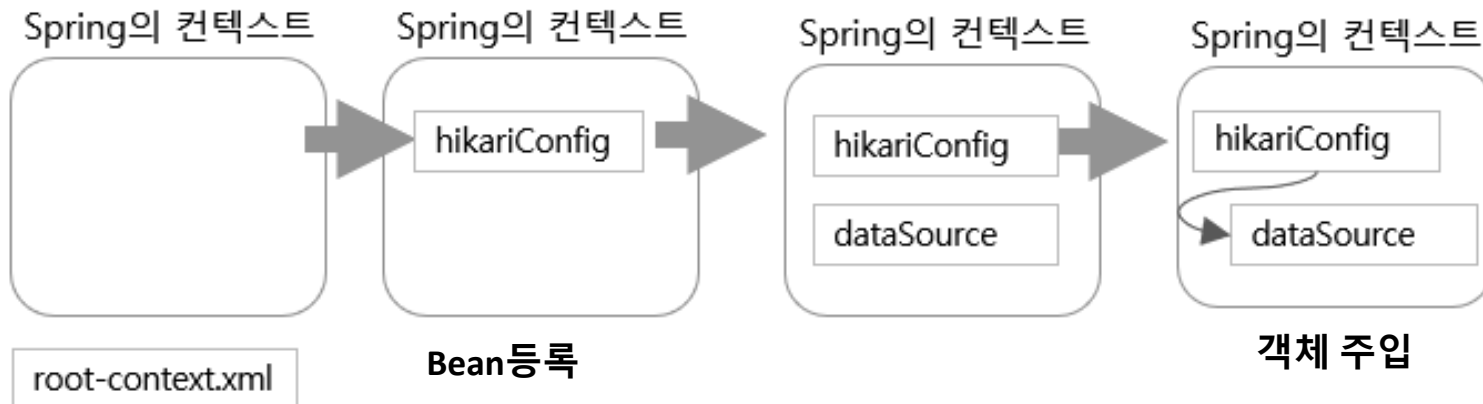 Spring의 컨텍스트
Spring의 컨텍스트
Spring의 컨텍스트
Spring의 컨텍스트
hikariConfig
hikariConfig
hikariConfig
dataSource
dataSource
Bean등록
객체 주입
root-context.xml